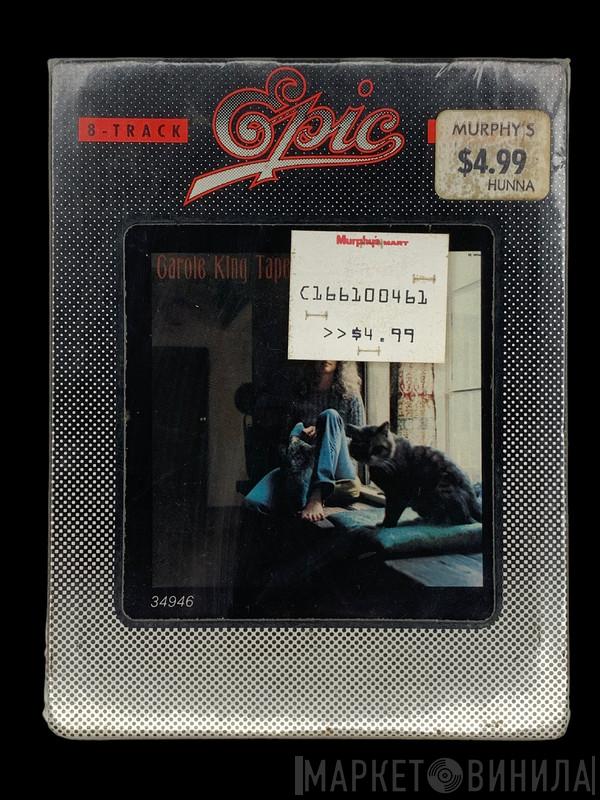 8-TRACK
Epic
MURPHY'S
$4.99
HUNNA
Murphy's MART
Carole King Tape
C166100461
>>$4.99
34946
МАРКЕТ ВИНИЛА